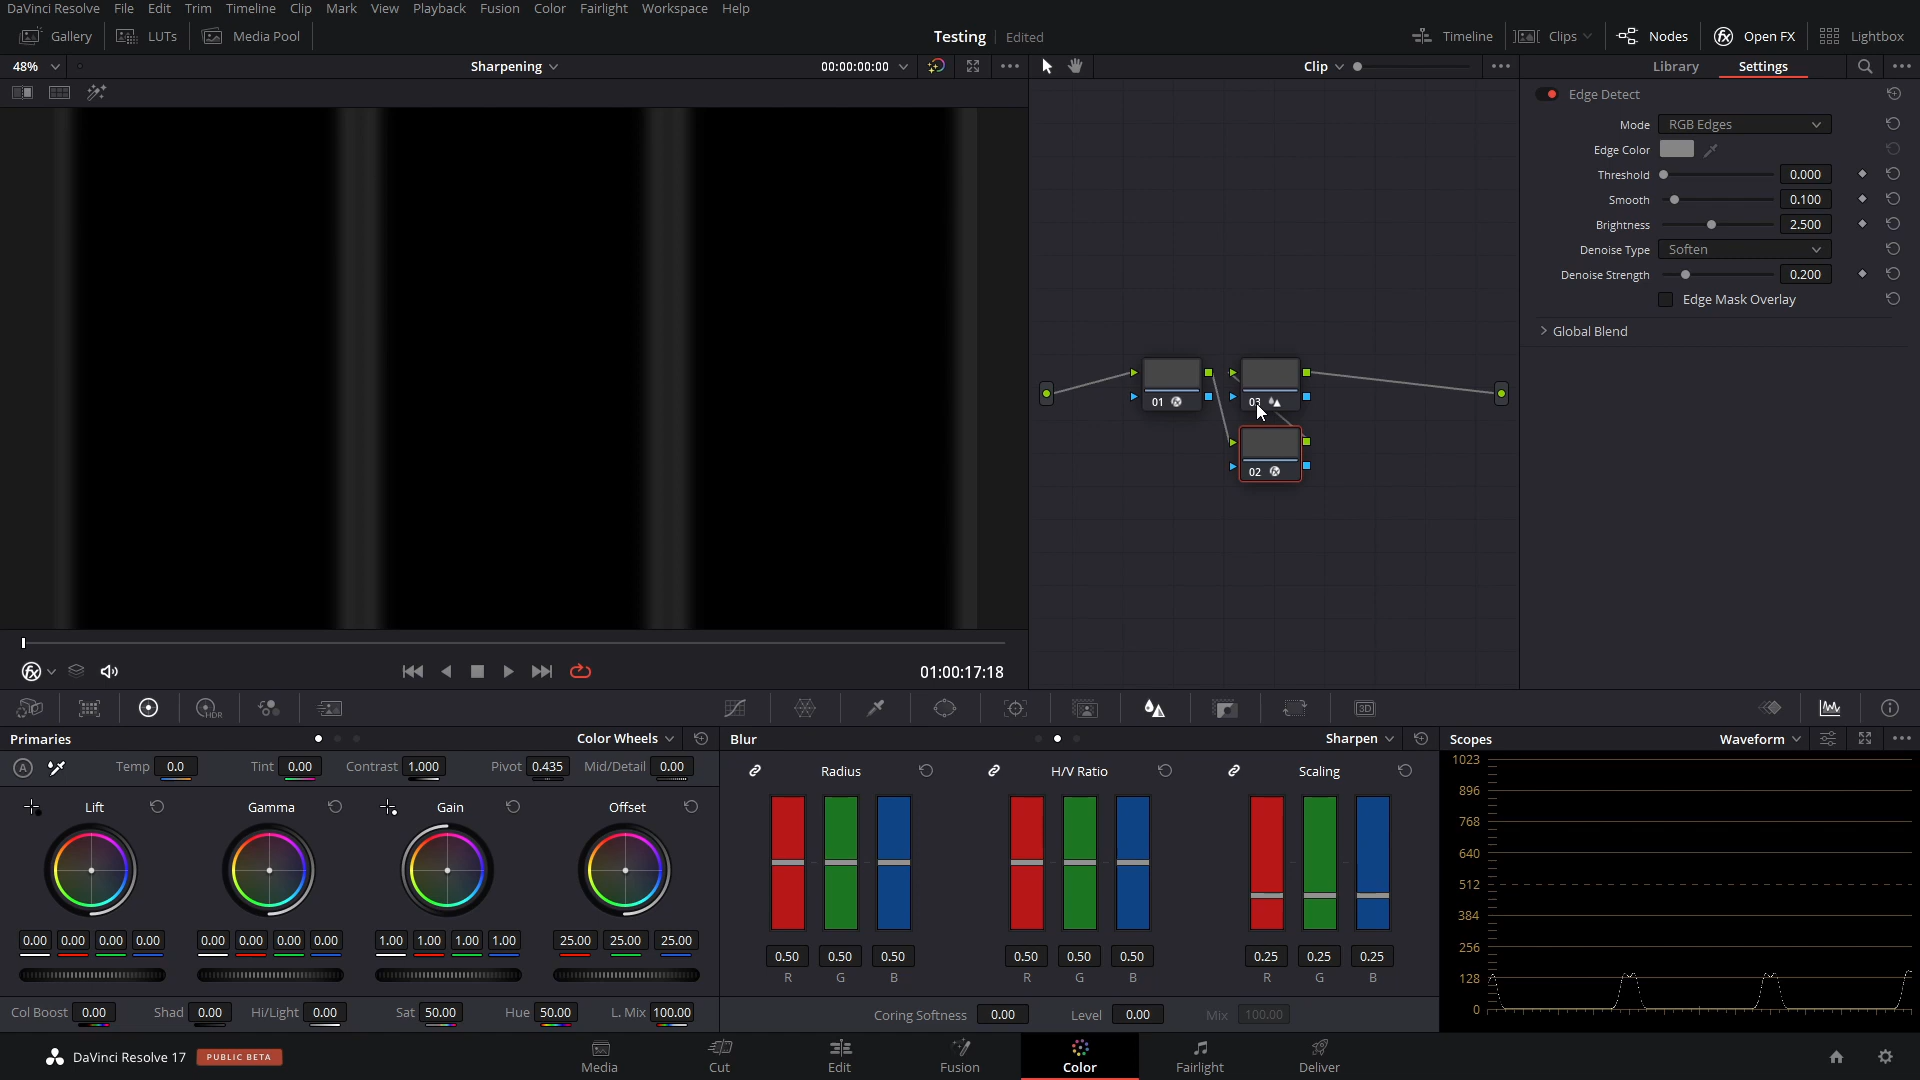 DaVinci Resolve File Edit Trim Timeline Clip Mark View Playback Fusion Color Fairlight Workspace Help
Gallery LUTs Media Pool Testing Edited Timeline Clips Nodes Open FX Lightbox
48% Sharpening 00:00:00:00 Clip Library Settings
Edge Detect
Mode RGB Edges
Edge Color
Threshold 0.000
Smooth 0.100
Brightness 2.500
Denoise Type Soften
Denoise Strength 0.200
Edge Mask Overlay
Global Blend
01 03
02
01:00:17:18
HDR 3D
Primaries Color Wheels Blur Sharpen Scopes Waveform
A Temp 0.0 Tint 0.00 Contrast 1.000 Pivot 0.435 Mid/Detail 0.00 Radius H/V Ratio Scaling
Lift Gamma Gain Offset
1023
896
768
640
512
384
256
128
0
0.00 0.00 0.00 0.00 0.00 0.00 0.00 0.00 1.00 1.00 1.00 1.00 25.00 25.00 25.00
0.50 0.50 0.50 0.50 0.50 0.50 0.25 0.25 0.25
R G B R G B R G B
Col Boost 0.00 Shad 0.00 Hi/Light 0.00 Sat 50.00 Hue 50.00 L. Mix 100.00 Coring Softness 0.00 Level 0.00 Mix 100.00
DaVinci Resolve 17 PUBLIC BETA Media Cut Edit Fusion Color Fairlight Deliver